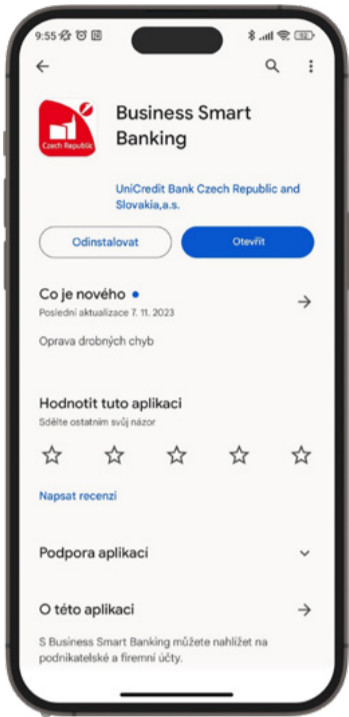 9:55
32
Czech Republic
Business Smart
Banking
UniCredit Bank Czech Republic and
Slovakia,a.s.
Odinstalovat
Otevřít
Co je nového
Poslední aktualizace 7. 11. 2023
Oprava drobných chyb
Hodnotit tuto aplikaci
Sdělte ostatním svůj názor
Napsat recenzi
Podpora aplikací
O této aplikaci
S Business Smart Banking můžete nahlížet na
podnikatelské a firemní účty.